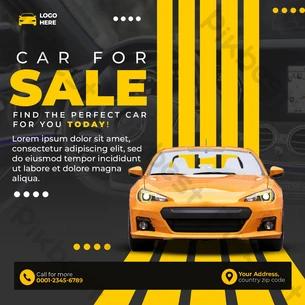 LOGO
HERE
CAR FOR
SALE
FIND THE PERFECT CAR
FOR YOU TODAY!
Lorem ipsum dolor sit amet,
consectetur adipiscing elit,
sed do eiusmod tempor
incididunt ut labore et
dolore magna
aliqua.
Call for more
0001-2345-6789
Your Address,
country zip code